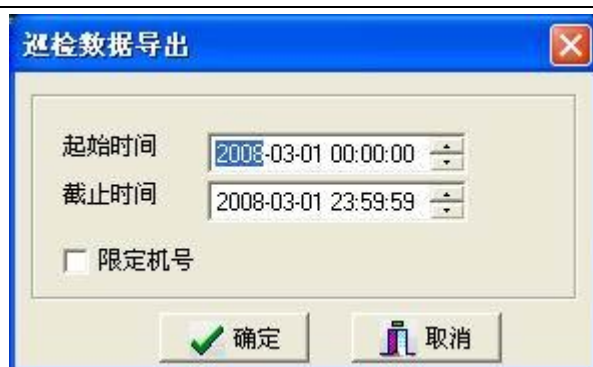 巡检数据导出
起始时间 2008-03-01 00:00:00
截止时间 2008-03-01 23:59:59
限定机号
确定 取消